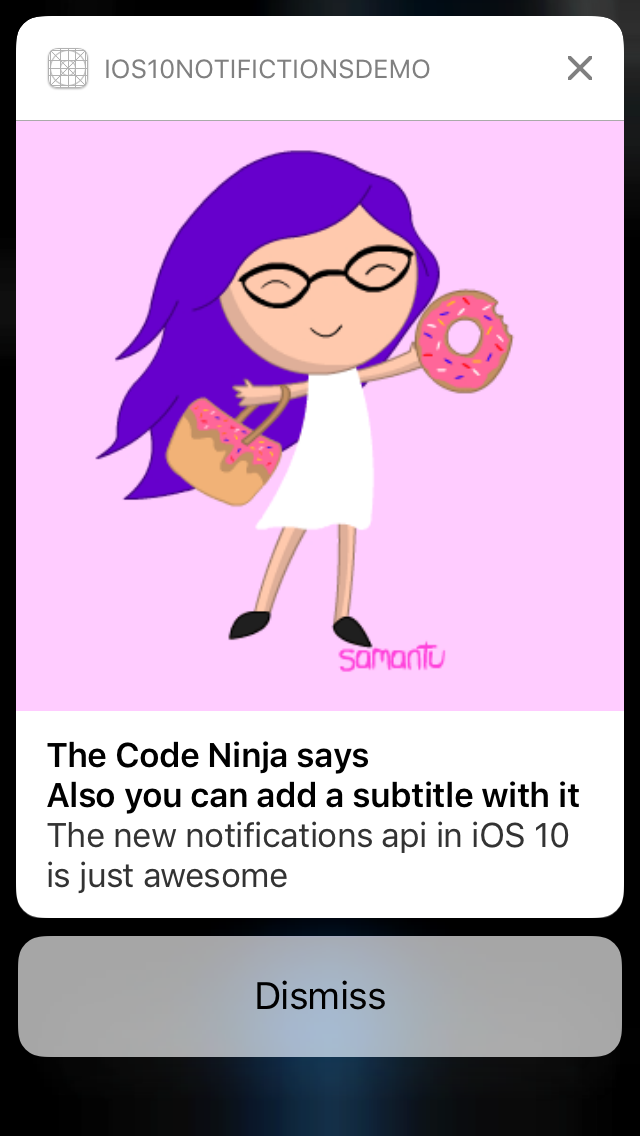 IOS10NOTIFICTIONSDEMO
samantu
The Code Ninja says
Also you can add a subtitle with it
The new notifications api in iOS 10
is just awesome
Dismiss